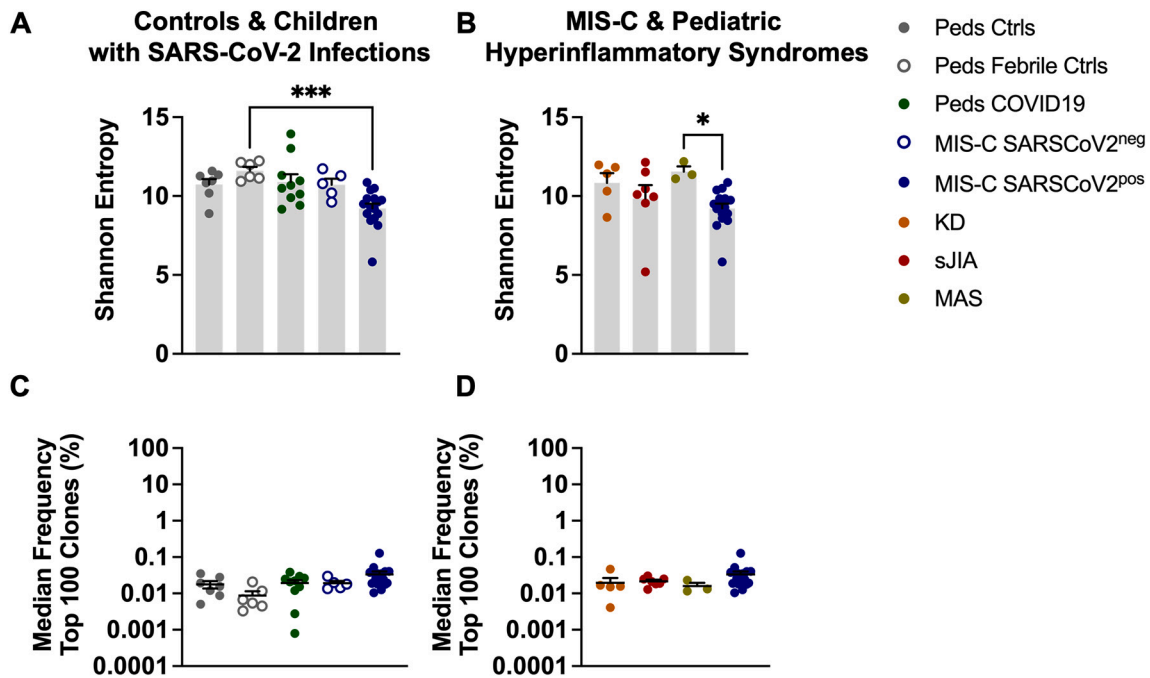 A
Controls & Children
with SARS-CoV-2 Infections
***
Shannon Entropy
15
10
5
0
B
MIS-C & Pediatric
Hyperinflammatory Syndromes
*
Shannon Entropy
15
10
5
0
Peds Ctrls
Peds Febrile Ctrls
Peds COVID19
MIS-C SARSCoV2neg
MIS-C SARSCoV2pos
KD
sJIA
MAS
C
Median Frequency
Top 100 Clones (%)
100
10
1
0.1
0.01
0.001
0.0001
D
Median Frequency
Top 100 Clones (%)
100
10
1
0.1
0.01
0.001
0.0001